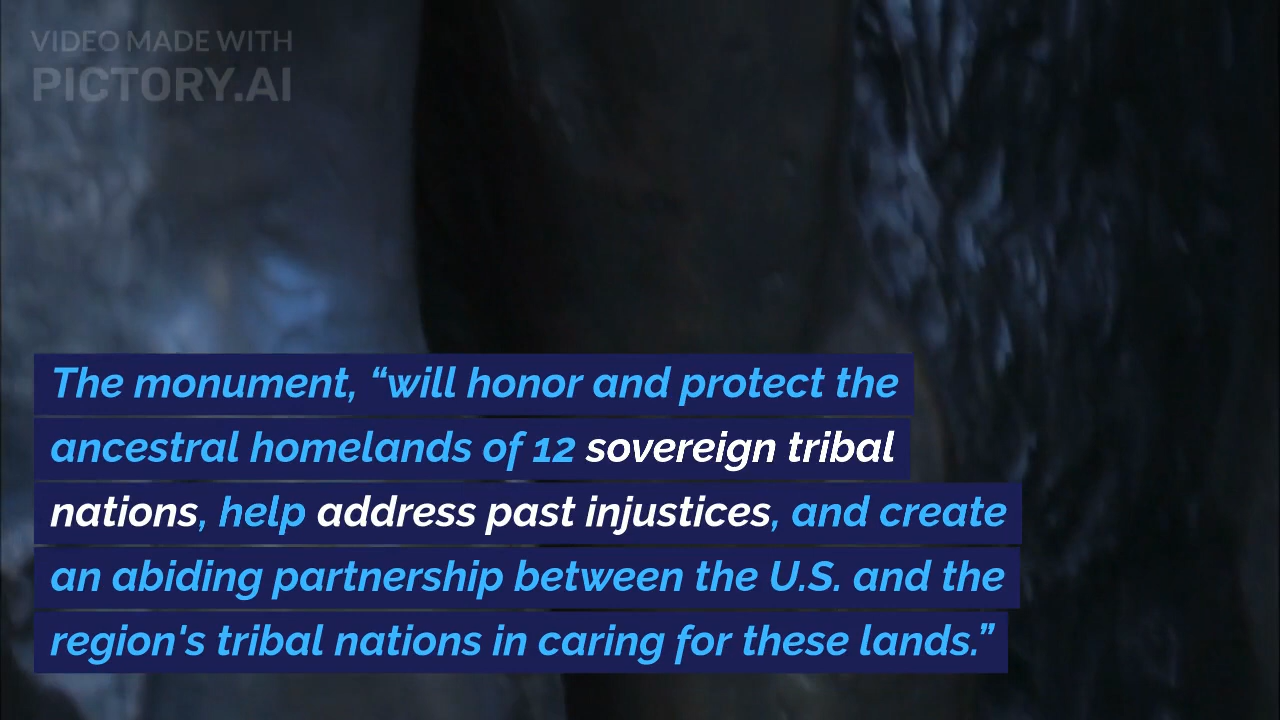 VIDEO MADE WITH
PICTORY.AI
The monument, “will honor and protect the
ancestral homelands of 12 sovereign tribal
nations, help address past injustices, and create
an abiding partnership between the U.S. and the
region's tribal nations in caring for these lands.”